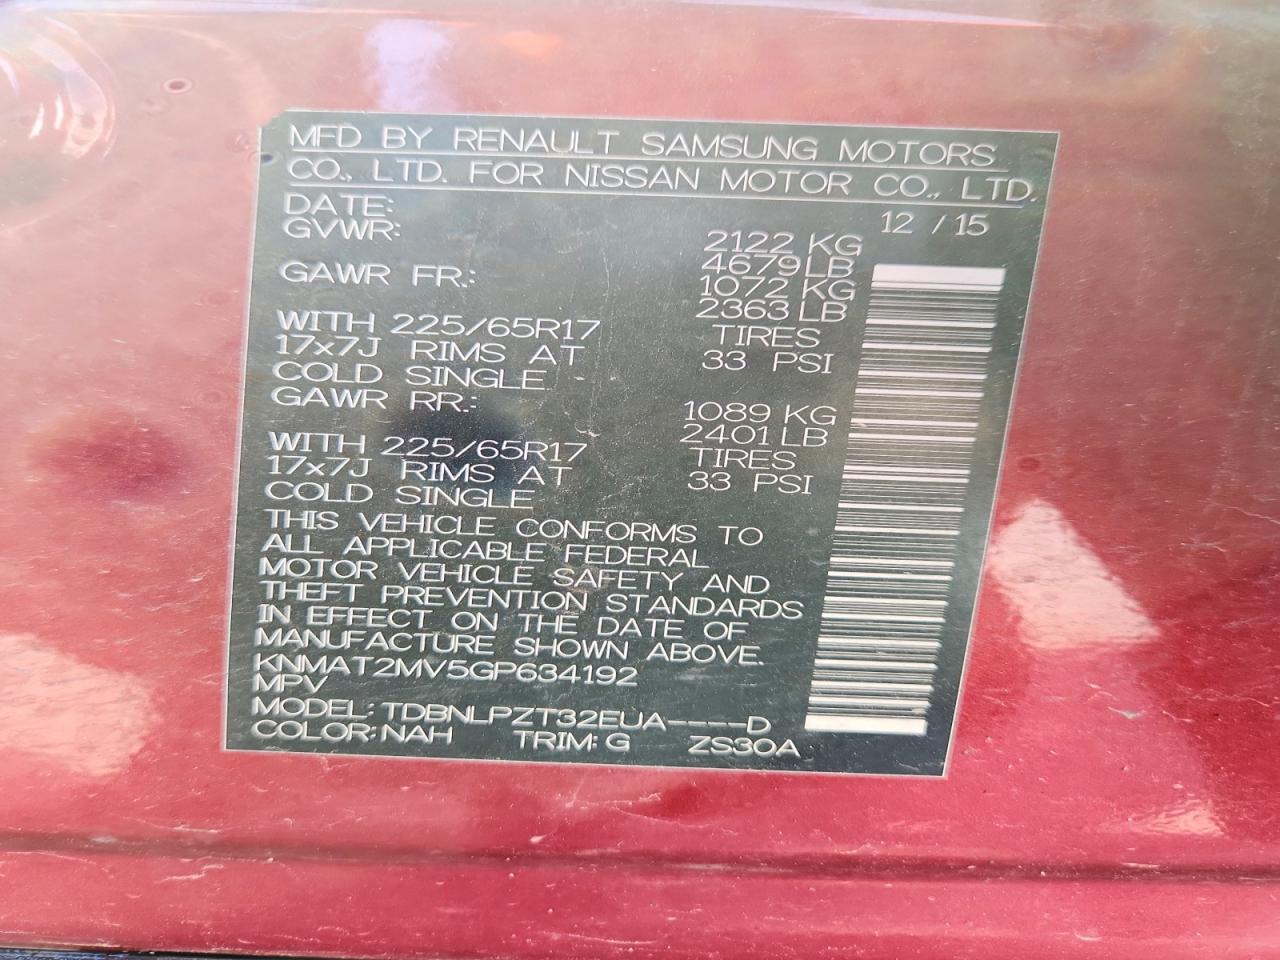 MFD BY RENAULT SAMSUNG MOTORS
CO., LTD. FOR NISSAN MOTOR CO., LTD.
DATE: 12 / 15
GVWR: 2122 KG
4679 LB
GAWR FR.: 1072 KG
2363 LB
WITH 225/65R17 TIRES
17x7J RIMS AT 33 PSI
COLD SINGLE
GAWR RR.: 1089 KG
2401 LB
WITH 225/65R17 TIRES
17x7J RIMS AT 33 PSI
COLD SINGLE
THIS VEHICLE CONFORMS TO
ALL APPLICABLE FEDERAL
MOTOR VEHICLE SAFETY AND
THEFT PREVENTION STANDARDS
IN EFFECT ON THE DATE OF
MANUFACTURE SHOWN ABOVE.
KNMAT2MV5GP634192
MPV
MODEL: TDBNLPZT32EUA----D
COLOR: NAH TRIM: G ZS30A